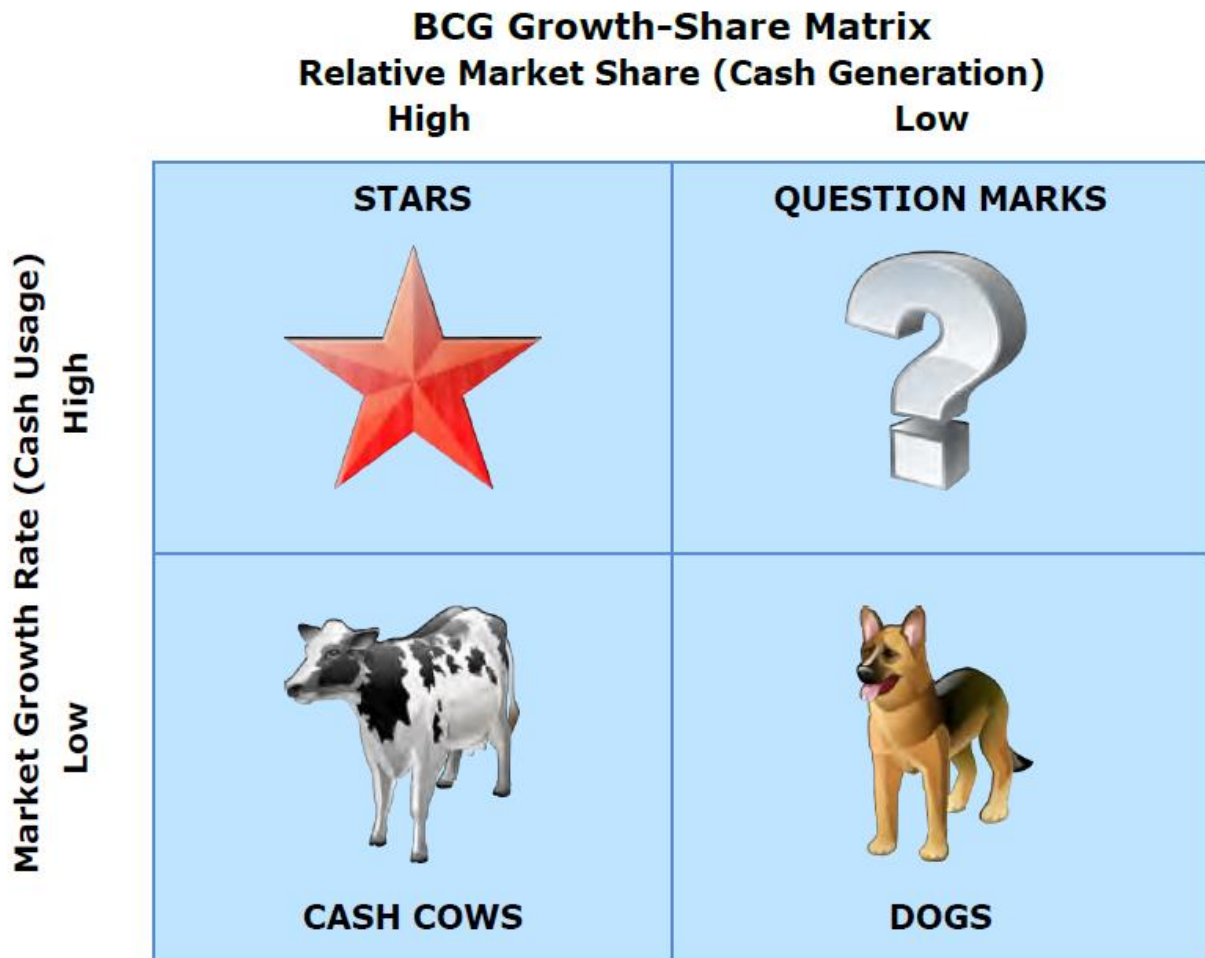 BCG Growth-Share Matrix
Relative Market Share (Cash Generation)
High Low
Market Growth Rate (Cash Usage)
High
STARS QUESTION MARKS
Low
CASH COWS DOGS